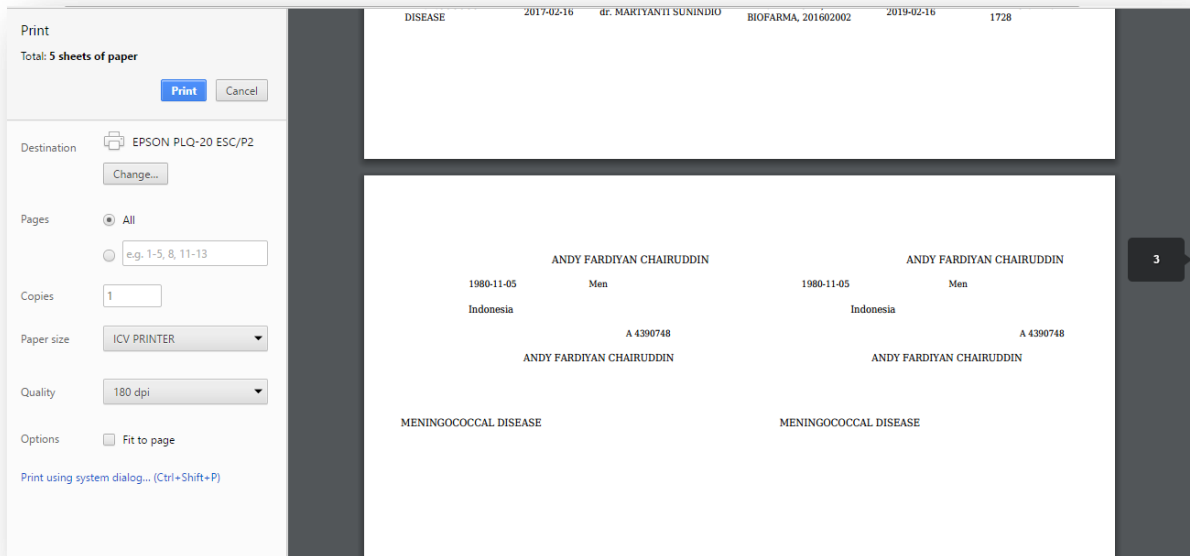 Print
Total: 5 sheets of paper
Print Cancel
Destination EPSON PLQ-20 ESC/P2
Change...
Pages All
e.g. 1-5, 8, 11-13
Copies 1
Paper size ICV PRINTER
Quality 180 dpi
Options Fit to page
Print using system dialog... (Ctrl+Shift+P)
DISEASE 2017-02-16 dr. MARTYANTI SUNINDIO BIOFARMA, 201602002 2019-02-16 1728
ANDY FARDIYAN CHAIRUDDIN ANDY FARDIYAN CHAIRUDDIN
1980-11-05 Men 1980-11-05 Men
Indonesia Indonesia
A 4390748 A 4390748
ANDY FARDIYAN CHAIRUDDIN ANDY FARDIYAN CHAIRUDDIN
MENINGOCOCCAL DISEASE MENINGOCOCCAL DISEASE
3